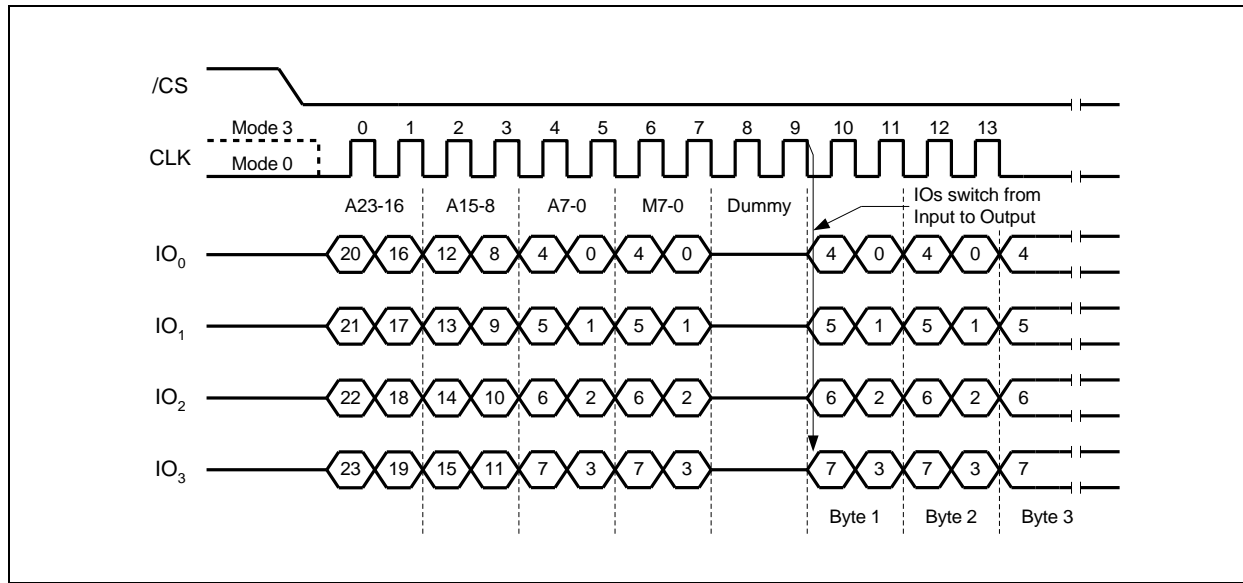 /CS
Mode 3 0 1 2 3 4 5 6 7 8 9 10 11 12 13
CLK
Mode 0
IOs switch from
Input to Output
A23-16 A15-8 A7-0 M7-0 Dummy
IO0 20 16 12 8 4 0 4 0 4 0 4 0 4
IO1 21 17 13 9 5 1 5 1 5 1 5 1 5
IO2 22 18 14 10 6 2 6 2 6 2 6 2 6
IO3 23 19 15 11 7 3 7 3 7 3 7 3 7
Byte 1 Byte 2 Byte 3